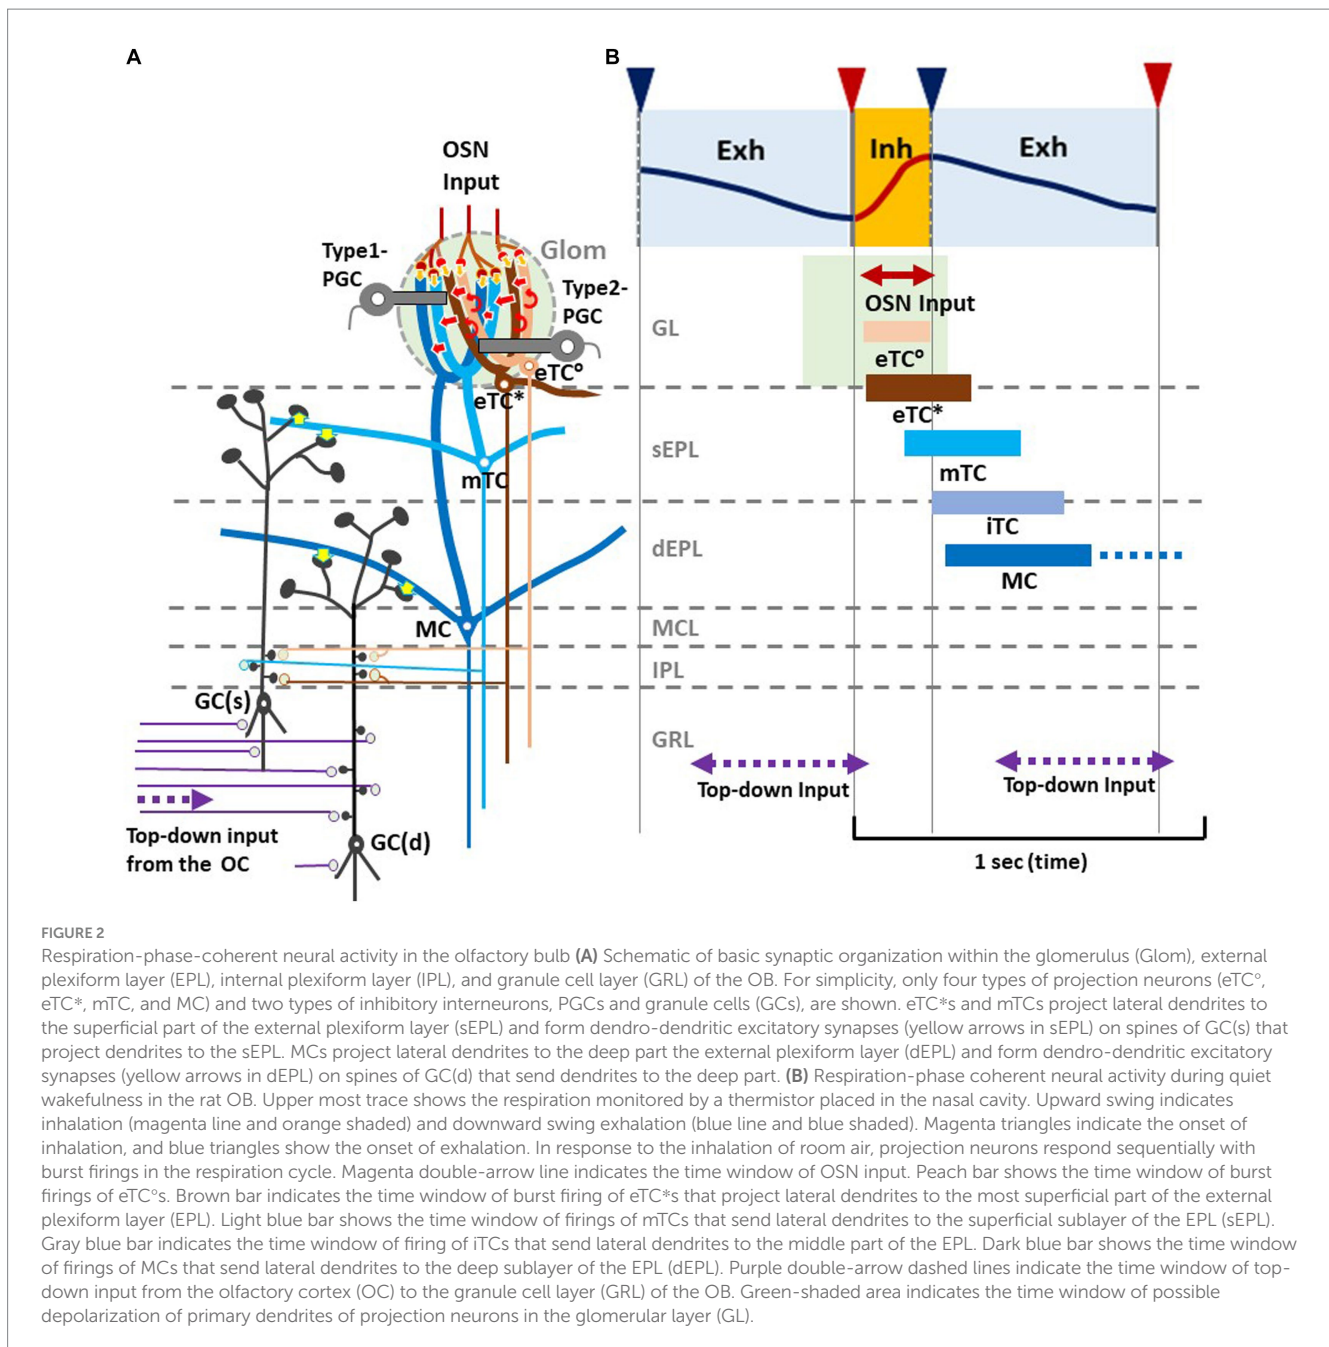 A
B
Exh
Inh
Exh
OSN
Input
Type1-
PGC
Glom
Type2-
PGC
eTC°
eTC*
mTC
MC
GC(s)
GC(d)
Top-down input
from the OC
OSN Input
GL
eTC°
eTC*
sEPL
mTC
iTC
dEPL
MC
MCL
IPL
GRL
Top-down Input
Top-down Input
1 sec (time)
FIGURE 2
Respiration-phase-coherent neural activity in the olfactory bulb (A) Schematic of basic synaptic organization within the glomerulus (Glom), external
plexiform layer (EPL), internal plexiform layer (IPL), and granule cell layer (GRL) of the OB. For simplicity, only four types of projection neurons (eTC°,
eTC*, mTC, and MC) and two types of inhibitory interneurons, PGCs and granule cells (GCs), are shown. eTC*s and mTCs project lateral dendrites to
the superficial part of the external plexiform layer (sEPL) and form dendro-dendritic excitatory synapses (yellow arrows in sEPL) on spines of GC(s) that
project dendrites to the sEPL. MCs project lateral dendrites to the deep part the external plexiform layer (dEPL) and form dendro-dendritic excitatory
synapses (yellow arrows in dEPL) on spines of GC(d) that send dendrites to the deep part. (B) Respiration-phase coherent neural activity during quiet
wakefulness in the rat OB. Upper most trace shows the respiration monitored by a thermistor placed in the nasal cavity. Upward swing indicates
inhalation (magenta line and orange shaded) and downward swing exhalation (blue line and blue shaded). Magenta triangles indicate the onset of
inhalation, and blue triangles show the onset of exhalation. In response to the inhalation of room air, projection neurons respond sequentially with
burst firings in the respiration cycle. Magenta double-arrow line indicates the time window of OSN input. Peach bar shows the time window of burst
firings of eTC°s. Brown bar indicates the time window of burst firing of eTC*s that project lateral dendrites to the most superficial part of the external
plexiform layer (EPL). Light blue bar shows the time window of firings of mTCs that send lateral dendrites to the superficial sublayer of the EPL (sEPL).
Gray blue bar indicates the time window of firing of iTCs that send lateral dendrites to the middle part of the EPL. Dark blue bar shows the time window
of firings of MCs that send lateral dendrites to the deep sublayer of the EPL (dEPL). Purple double-arrow dashed lines indicate the time window of top-
down input from the olfactory cortex (OC) to the granule cell layer (GRL) of the OB. Green-shaded area indicates the time window of possible
depolarization of primary dendrites of projection neurons in the glomerular layer (GL).